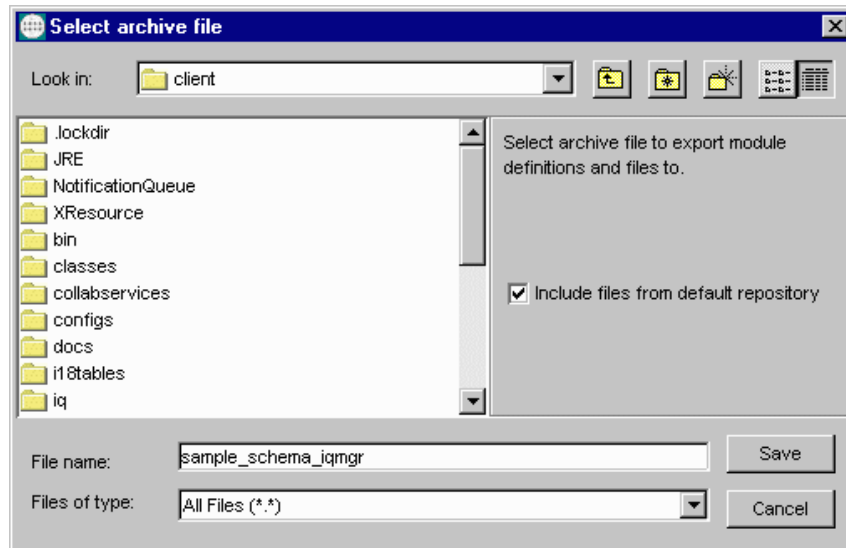 Select archive file
Look in:
client
.lockdir
JRE
NotificationQueue
XResource
bin
classes
collabservices
configs
docs
i18tables
iq
Select archive file to export module
definitions and files to.
Include files from default repository
File name:
sample_schema_iqmgr
Save
Files of type:
All Files (*.*)
Cancel